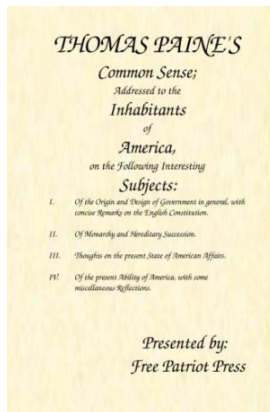 THOMAS PAINE'S
Common Sense;
Addressed to the
Inhabitants
of
America,
on the Following Interesting
Subjects:
I. Of the Origin and Design of Government in general, with
concise Remarks on the English Constitution.
II. Of Monarchy and Hereditary Succession.
III. Thoughts on the present State of American Affairs.
IV. Of the present Ability of America, with some
miscellaneous Reflections.
Presented by:
Free Patriot Press